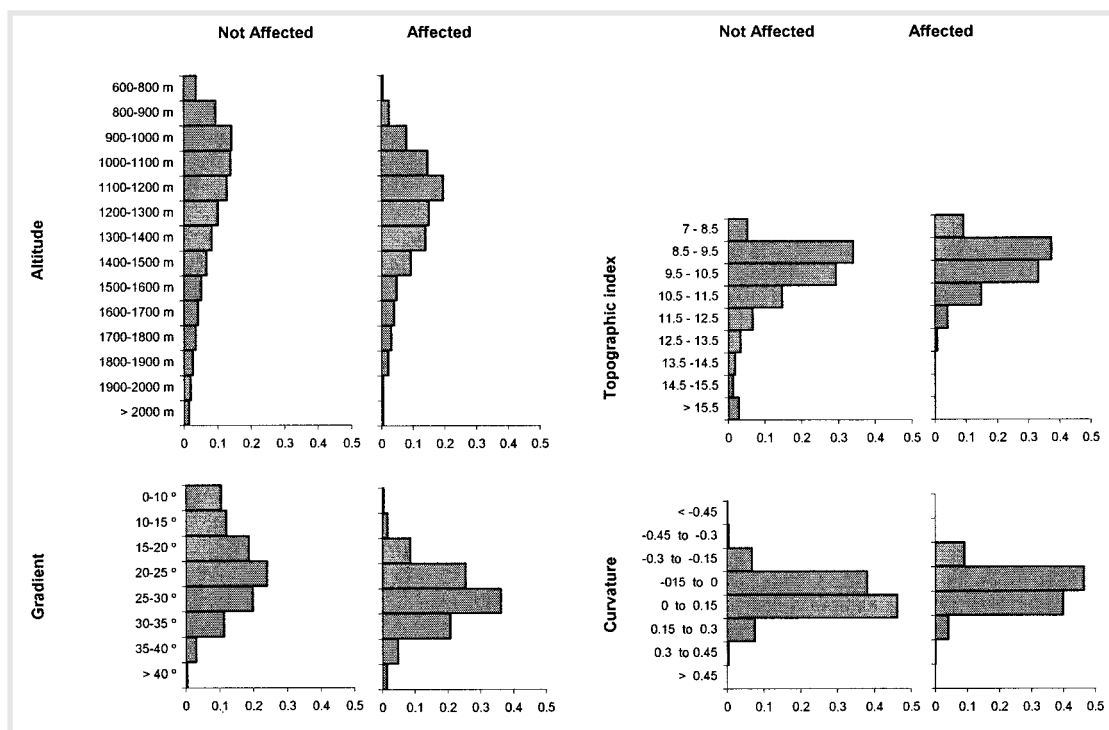 Not Affected
Affected
Altitude
600-800 m
800-900 m
900-1000 m
1000-1100 m
1100-1200 m
1200-1300 m
1300-1400 m
1400-1500 m
1500-1600 m
1600-1700 m
1700-1800 m
1800-1900 m
1900-2000 m
> 2000 m
0 0.1 0.2 0.3 0.4 0.5
0 0.1 0.2 0.3 0.4 0.5
Gradient
0-10 º
10-15 º
15-20 º
20-25 º
25-30 º
30-35 º
35-40 º
> 40 º
0 0.1 0.2 0.3 0.4 0.5
0 0.1 0.2 0.3 0.4 0.5
Not Affected
Affected
Topographic index
7 - 8.5
8.5 - 9.5
9.5 - 10.5
10.5 - 11.5
11.5 - 12.5
12.5 - 13.5
13.5 -14.5
14.5 -15.5
> 15.5
0 0.1 0.2 0.3 0.4 0.5
0 0.1 0.2 0.3 0.4 0.5
Curvature
< -0.45
-0.45 to -0.3
-0.3 to -0.15
-015 to 0
0 to 0.15
0.15 to 0.3
0.3 to 0.45
> 0.45
0 0.1 0.2 0.3 0.4 0.5
0 0.1 0.2 0.3 0.4 0.5